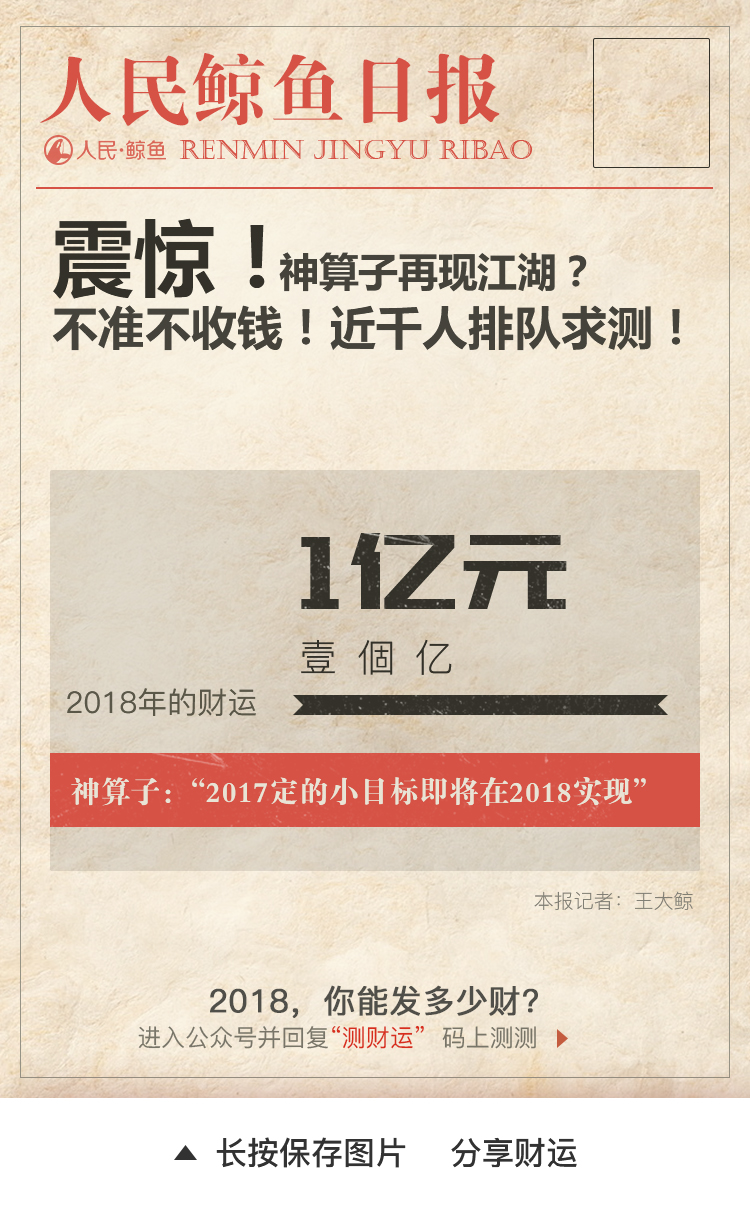 人民鲸鱼日报
人民·鲸鱼 RENMIN JINGYU RIBAO
震惊！神算子再现江湖？
不准不收钱！近千人排队求测！
1亿元
壹個亿
2018年的财运
神算子：“2017定的小目标即将在2018实现”
本报记者：王大鲸
2018，你能发多少财?
进入公众号并回复“测财运” 码上测测
长按保存图片 分享财运